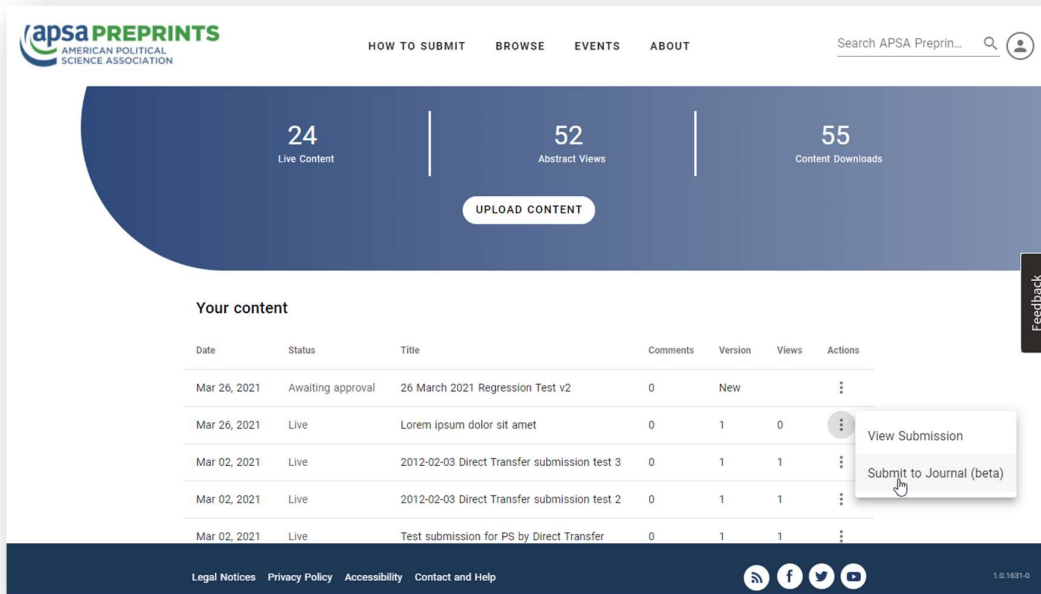 apsa PREPRINTS
AMERICAN POLITICAL
SCIENCE ASSOCIATION
HOW TO SUBMIT BROWSE EVENTS ABOUT
Search APSA Preprin...
24 52 55
Live Content Abstract Views Content Downloads
UPLOAD CONTENT
Feedback
Your content
Date Status Title Comments Version Views Actions
Mar 26, 2021 Awaiting approval 26 March 2021 Regression Test v2 0 New
Mar 26, 2021 Live Lorem ipsum dolor sit amet 0 1 0
View Submission
Mar 02, 2021 Live 2012-02-03 Direct Transfer submission test 3 0 1 1
Submit to Journal (beta)
Mar 02, 2021 Live 2012-02-03 Direct Transfer submission test 2 0 1 1
Mar 02, 2021 Live Test submission for PS by Direct Transfer 0 1 1
Legal Notices Privacy Policy Accessibility Contact and Help
1.0.1631-0